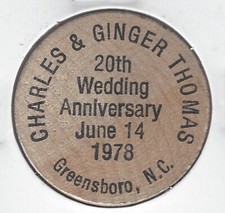 CHARLES & GINGER THOMAS
20th
Wedding
Anniversary
June 14
1978
Greensboro, N.C.